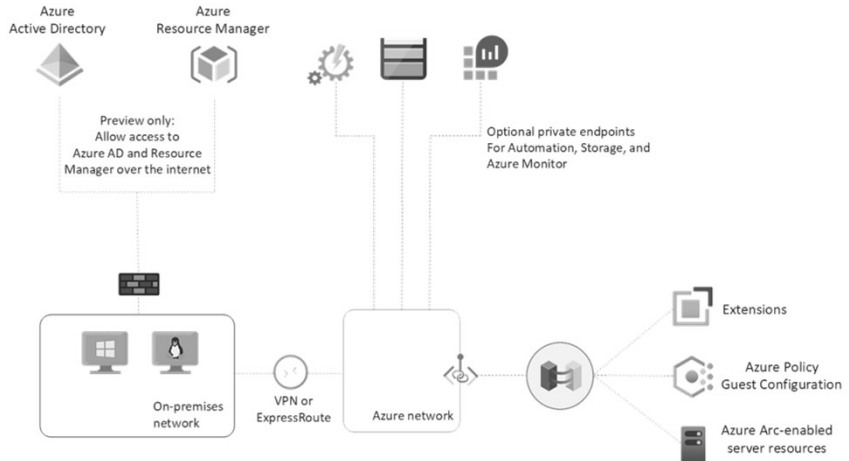 Azure
Active Directory
Azure
Resource Manager
Preview only:
Allow access to
Azure AD and Resource
Manager over the internet
Optional private endpoints
For Automation, Storage, and
Azure Monitor
On-premises
network
VPN or
ExpressRoute
Azure network
Extensions
Azure Policy
Guest Configuration
Azure Arc-enabled
server resources